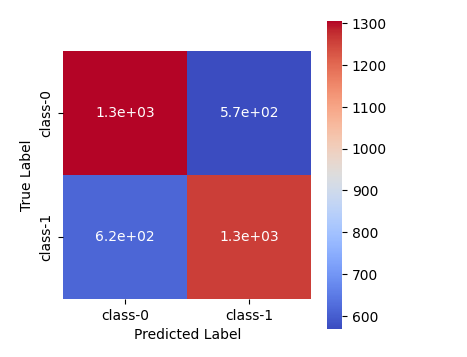 class-0
1.3e+03
5.7e+02
class-1
6.2e+02
1.3e+03
class-0
class-1
Predicted Label
True Label
1300
1200
1100
1000
900
800
700
600